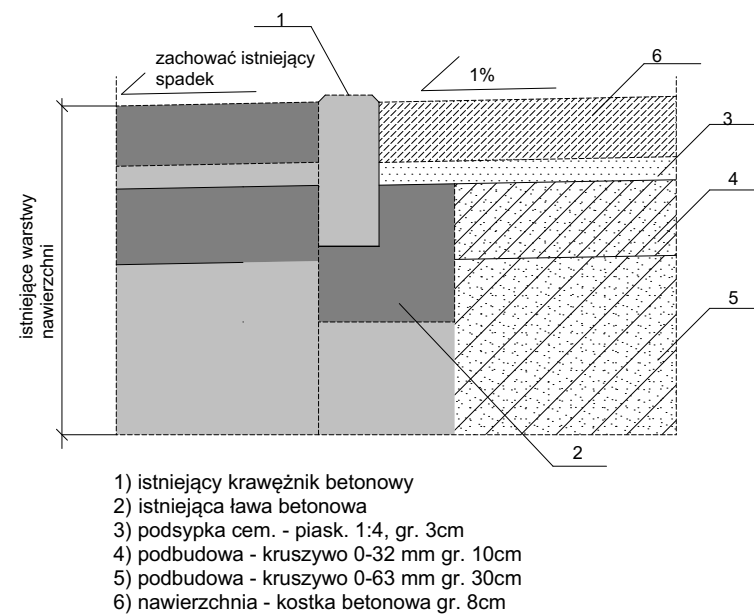 1
zachować istniejący
spadek
1%
6
3
4
5
2
istniejące warstwy
nawierzchni
1) istniejący krawężnik betonowy
2) istniejąca ława betonowa
3) podsypka cem. - piask. 1:4, gr. 3cm
4) podbudowa - kruszywo 0-32 mm gr. 10cm
5) podbudowa - kruszywo 0-63 mm gr. 30cm
6) nawierzchnia - kostka betonowa gr. 8cm